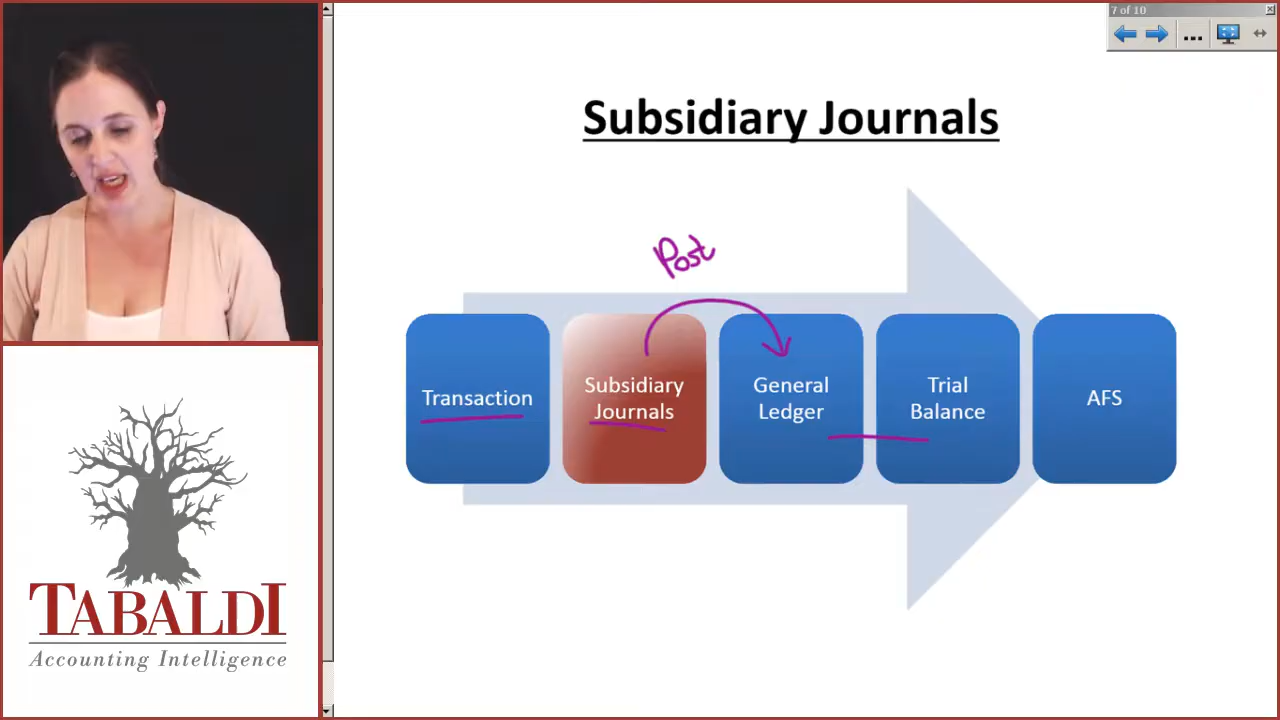 7 of 10
Subsidiary Journals
Post
Transaction
Subsidiary
Journals
General
Ledger
Trial
Balance
AFS
TABALDI
Accounting Intelligence